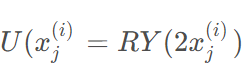 U(x_j^{(i)} = RY(2x_j^{(i)})